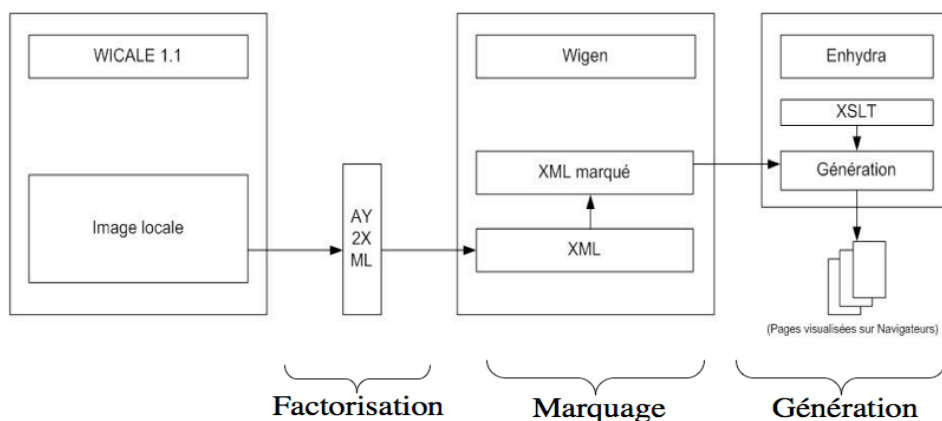 WICALE 1.1
Image locale
AY
2X
ML
Wigen
XML marqué
XML
Enhydra
XSLT
Génération
(Pages visualisées sur Navigateurs)
Factorisation
Marquage
Génération